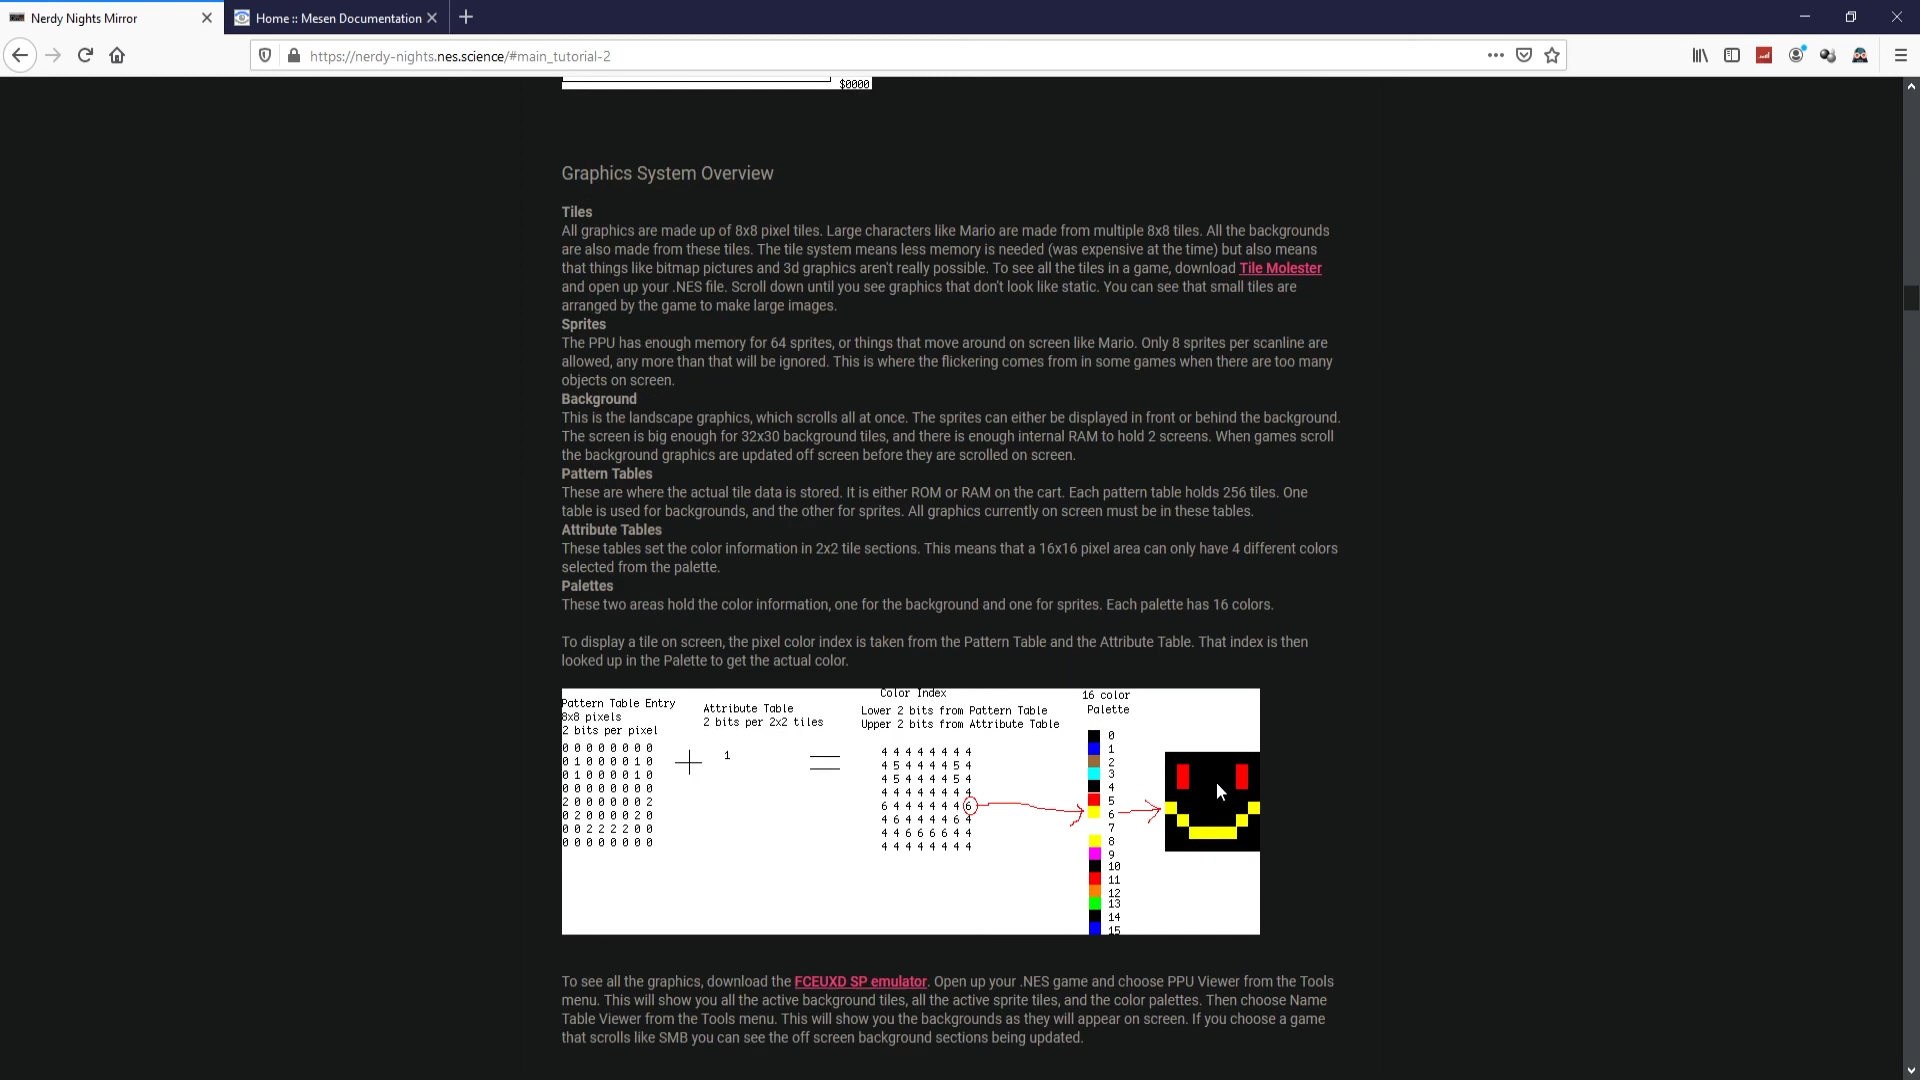 Nerdy Nights Mirror
Home :: Mesen Documentation
https://nerdy-nights.nes.science/#main_tutorial-2
$0000
Graphics System Overview
Tiles
All graphics are made up of 8x8 pixel tiles. Large characters like Mario are made from multiple 8x8 tiles. All the backgrounds
are also made from these tiles. The tile system means less memory is needed (was expensive at the time) but also means
that things like bitmap pictures and 3d graphics aren't really possible. To see all the tiles in a game, download Tile Molester
and open up your .NES file. Scroll down until you see graphics that don't look like static. You can see that small tiles are
arranged by the game to make large images.
Sprites
The PPU has enough memory for 64 sprites, or things that move around on screen like Mario. Only 8 sprites per scanline are
allowed, any more than that will be ignored. This is where the flickering comes from in some games when there are too many
objects on screen.
Background
This is the landscape graphics, which scrolls all at once. The sprites can either be displayed in front or behind the background.
The screen is big enough for 32x30 background tiles, and there is enough internal RAM to hold 2 screens. When games scroll
the background graphics are updated off screen before they are scrolled on screen.
Pattern Tables
These are where the actual tile data is stored. It is either ROM or RAM on the cart. Each pattern table holds 256 tiles. One
table is used for backgrounds, and the other for sprites. All graphics currently on screen must be in these tables.
Attribute Tables
These tables set the color information in 2x2 tile sections. This means that a 16x16 pixel area can only have 4 different colors
selected from the palette.
Palettes
These two areas hold the color information, one for the background and one for sprites. Each palette has 16 colors.
To display a tile on screen, the pixel color index is taken from the Pattern Table and the Attribute Table. That index is then
looked up in the Palette to get the actual color.
Pattern Table Entry
8x8 pixels
2 bits per pixel
0 0 0 0 0 0 0 0
0 1 0 0 0 0 1 0
0 1 0 0 0 0 1 0
0 0 0 0 0 0 0 0
2 0 0 0 0 0 0 2
0 2 0 0 0 0 2 0
0 0 2 2 2 2 0 0
0 0 0 0 0 0 0 0
+
Attribute Table
2 bits per 2x2 tiles
1
=
Color Index
Lower 2 bits from Pattern Table
Upper 2 bits from Attribute Table
4 4 4 4 4 4 4 4
4 5 4 4 4 4 5 4
4 5 4 4 4 4 5 4
4 4 4 4 4 4 4 4
6 4 4 4 4 4 4 6
4 6 4 4 4 4 6 4
4 4 6 6 6 6 4 4
4 4 4 4 4 4 4 4
16 color
Palette
0
1
2
3
4
5
6
7
8
9
10
11
12
13
14
15
To see all the graphics, download the FCEUXD SP emulator. Open up your .NES game and choose PPU Viewer from the Tools
menu. This will show you all the active background tiles, all the active sprite tiles, and the color palettes. Then choose Name
Table Viewer from the Tools menu. This will show you the backgrounds as they will appear on screen. If you choose a game
that scrolls like SMB you can see the off screen background sections being updated.